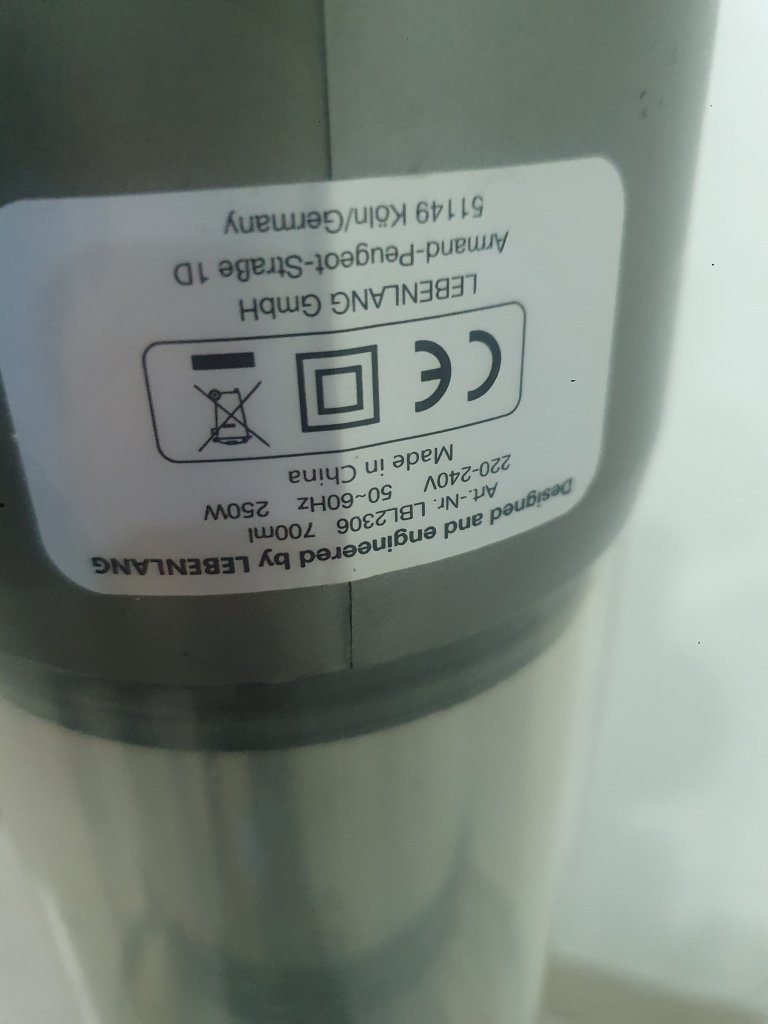 Designed and engineered by LEBENLANG
Art.-Nr. LBL2306 700ml
220-240V 50~60Hz 250W
Made in China
CE
LEBENLANG GmbH
Armand-Peugeot-Straße 1D
51149 Köln/Germany